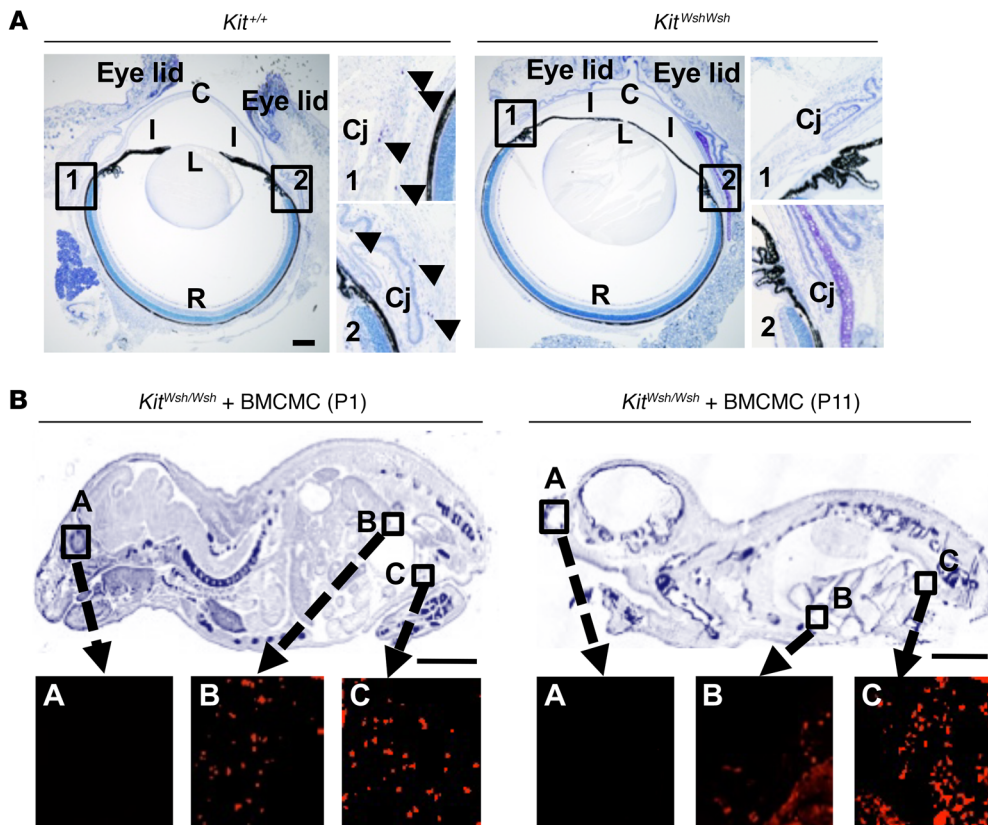 A
Kit+/+
KitWshWsh
Eye lid
C
Eye lid
I
I
L
1
2
R
Cj
1
Cj
2
Eye lid
Eye lid
C
1
I
L
I
2
R
Cj
1
Cj
2
B
KitWsh/Wsh + BMCMC (P1)
KitWsh/Wsh + BMCMC (P11)
A
B
C
A
B
C
A
B
C
A
B
C